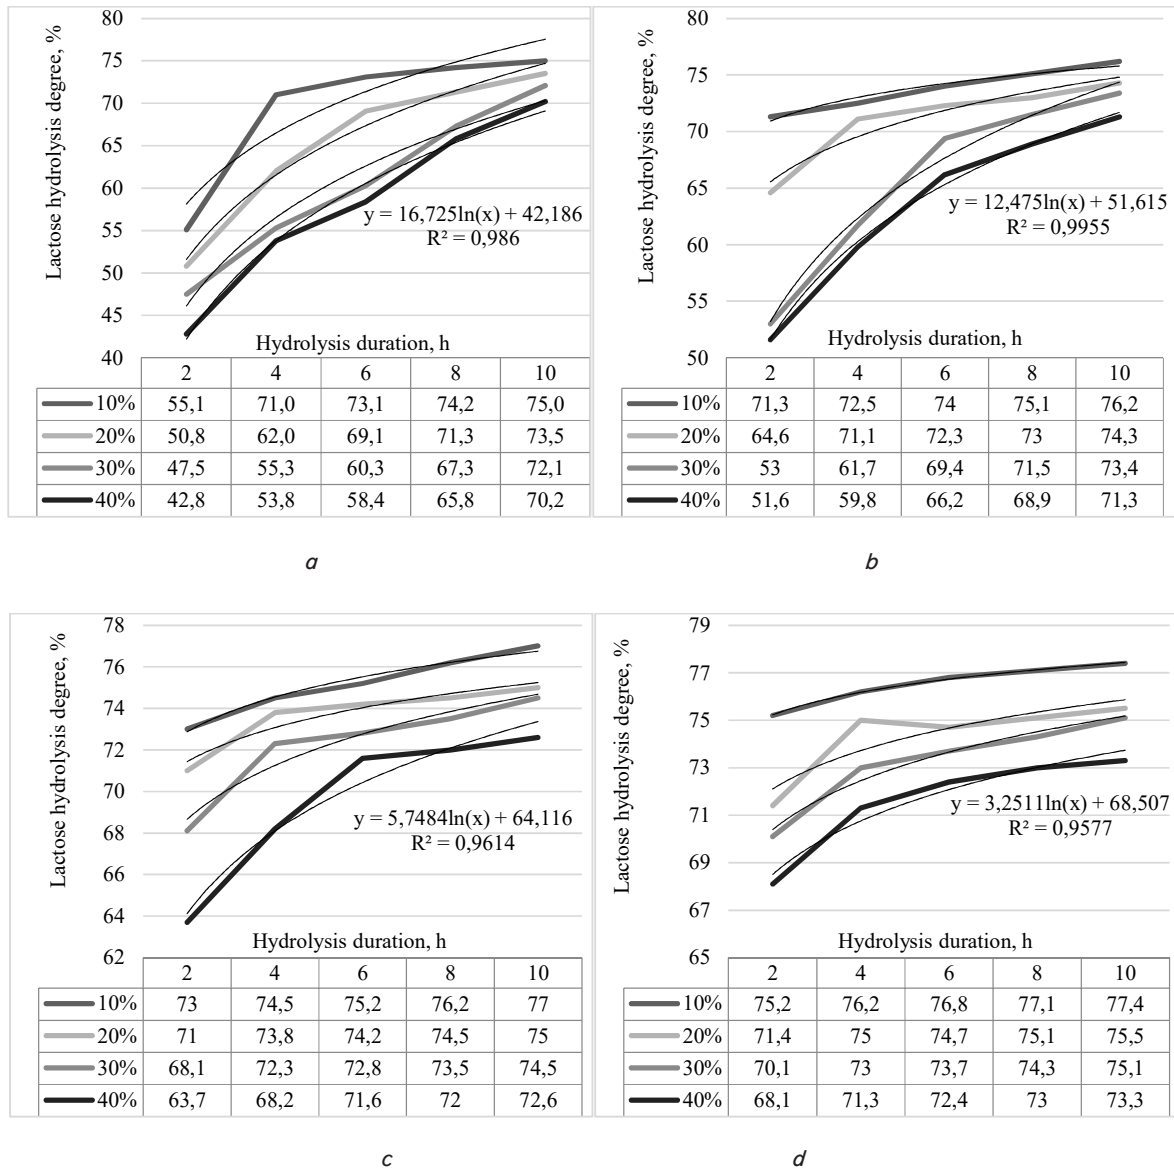 Lactose hydrolysis degree, %
80
75
70
65
60
55
50
45
40
y = 16,725ln(x) + 42,186
R² = 0,986
Hydrolysis duration, h
2 4 6 8 10
10% 55,1 71,0 73,1 74,2 75,0
20% 50,8 62,0 69,1 71,3 73,5
30% 47,5 55,3 60,3 67,3 72,1
40% 42,8 53,8 58,4 65,8 70,2
a
Lactose hydrolysis degree, %
80
75
70
65
60
55
50
y = 12,475ln(x) + 51,615
R² = 0,9955
Hydrolysis duration, h
2 4 6 8 10
10% 71,3 72,5 74 75,1 76,2
20% 64,6 71,1 72,3 73 74,3
30% 53 61,7 69,4 71,5 73,4
40% 51,6 59,8 66,2 68,9 71,3
b
Lactose hydrolysis degree, %
78
76
74
72
70
68
66
64
62
y = 5,7484ln(x) + 64,116
R² = 0,9614
Hydrolysis duration, h
2 4 6 8 10
10% 73 74,5 75,2 76,2 77
20% 71 73,8 74,2 74,5 75
30% 68,1 72,3 72,8 73,5 74,5
40% 63,7 68,2 71,6 72 72,6
c
Lactose hydrolysis degree, %
79
77
75
73
71
69
67
65
y = 3,2511ln(x) + 68,507
R² = 0,9577
Hydrolysis duration, h
2 4 6 8 10
10% 75,2 76,2 76,8 77,1 77,4
20% 71,4 75 74,7 75,1 75,5
30% 70,1 73 73,7 74,3 75,1
40% 68,1 71,3 72,4 73 73,3
d